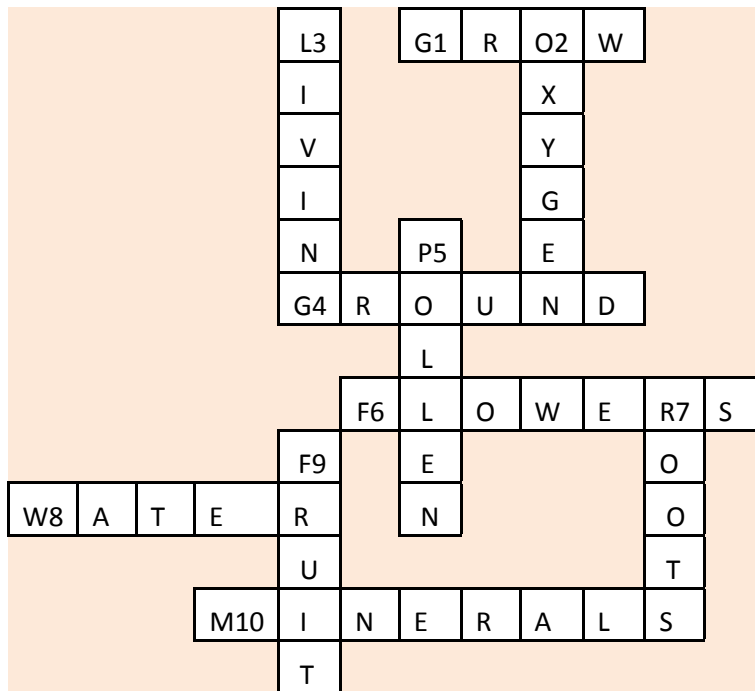 L3 G1 R O2 W
I X
V Y
I G
N P5 E
G4 R O U N D
L
F6 L O W E R7 S
F9 E O
W8 A T E R N O
U T
M10 I N E R A L S
T